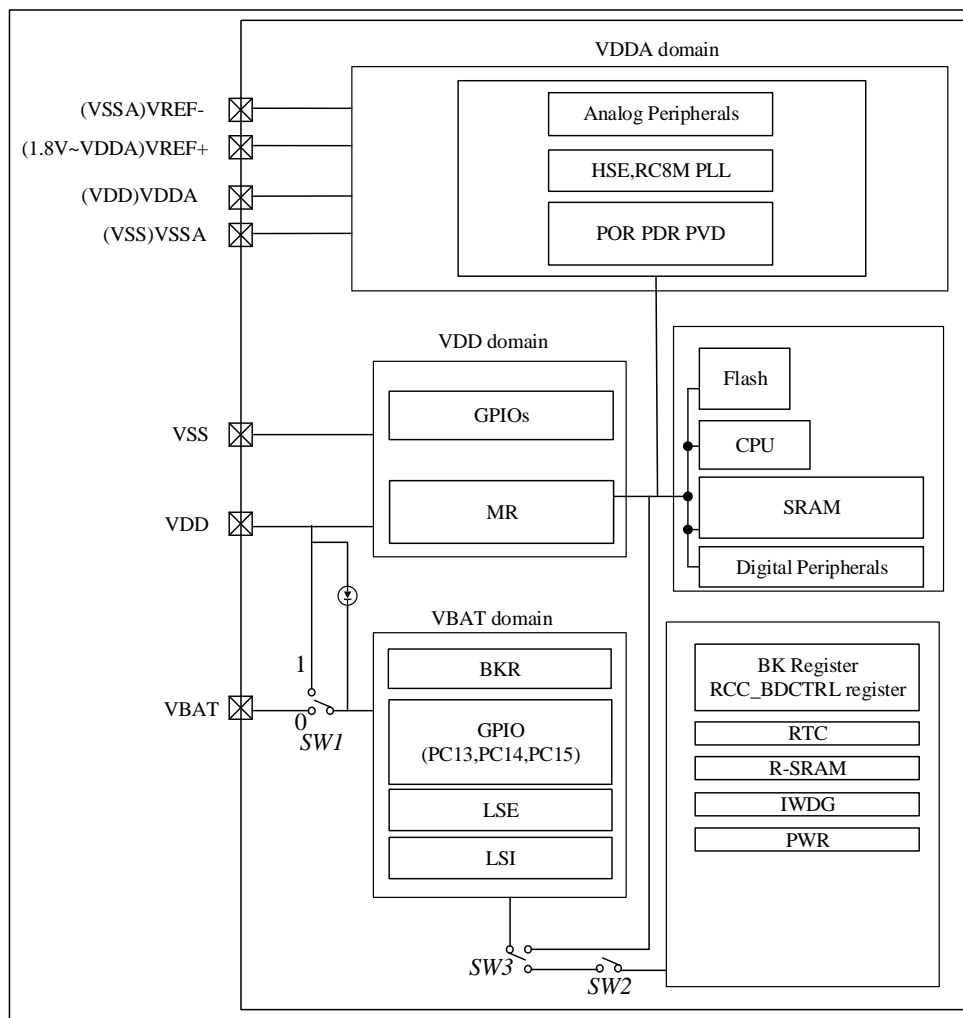 VDDA domain
(VSSA)VREF-
(1.8V~VDDA)VREF+
(VDD)VDDA
(VSS)VSSA
Analog Peripherals
HSE,RC8M PLL
POR PDR PVD
VDD domain
VSS
GPIOs
VDD
MR
Flash
CPU
SRAM
Digital Peripherals
VBAT domain
1
VBAT
0
SW1
BKR
GPIO
(PC13,PC14,PC15)
LSE
LSI
BK Register
RCC_BDCTRL register
RTC
R-SRAM
IWDG
PWR
SW3
SW2